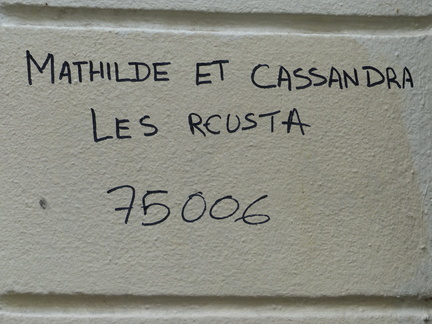 MATHILDE ET CASSANDRA
LES RCUSTA
75006